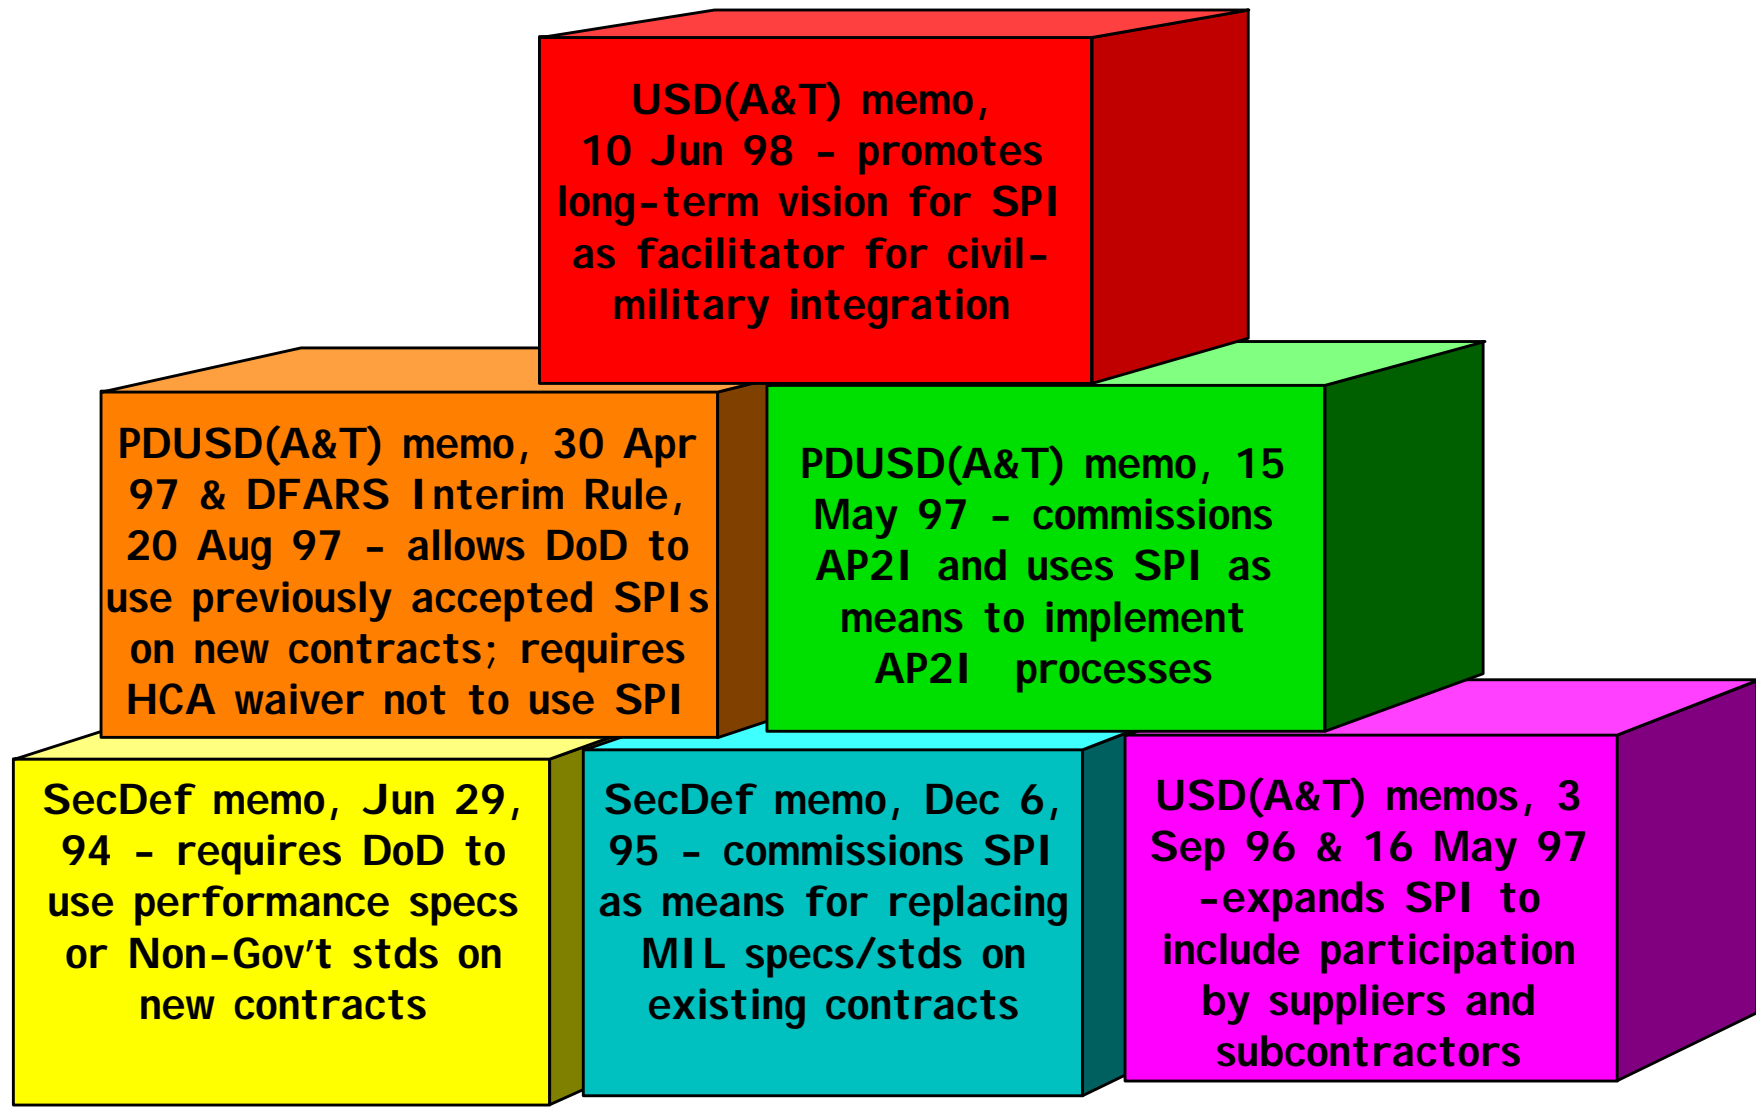 USD(A&T) memo,
10 Jun 98 - promotes
long-term vision for SPI
as facilitator for civil-
military integration
PDUSD(A&T) memo, 30 Apr
97 & DFARS Interim Rule,
20 Aug 97 - allows DoD to
use previously accepted SPIs
on new contracts; requires
HCA waiver not to use SPI
PDUSD(A&T) memo, 15
May 97 - commissions
AP2I and uses SPI as
means to implement
AP2I processes
SecDef memo, Jun 29,
94 - requires DoD to
use performance specs
or Non-Gov't stds on
new contracts
SecDef memo, Dec 6,
95 - commissions SPI
as means for replacing
MIL specs/stds on
existing contracts
USD(A&T) memos, 3
Sep 96 & 16 May 97
-expands SPI to
include participation
by suppliers and
subcontractors